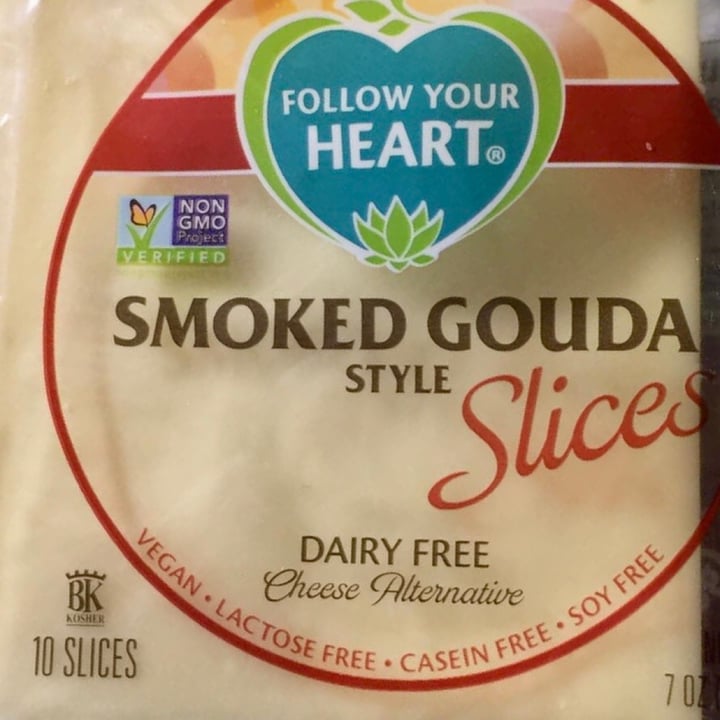 FOLLOW YOUR
HEART®
NON
GMO
Project
VERIFIED
SMOKED GOUDA
STYLE
Slices
DAIRY FREE
Cheese Alternative
VEGAN • LACTOSE FREE • CASEIN FREE • SOY FREE
BK
KOSHER
10 SLICES
7 OZ